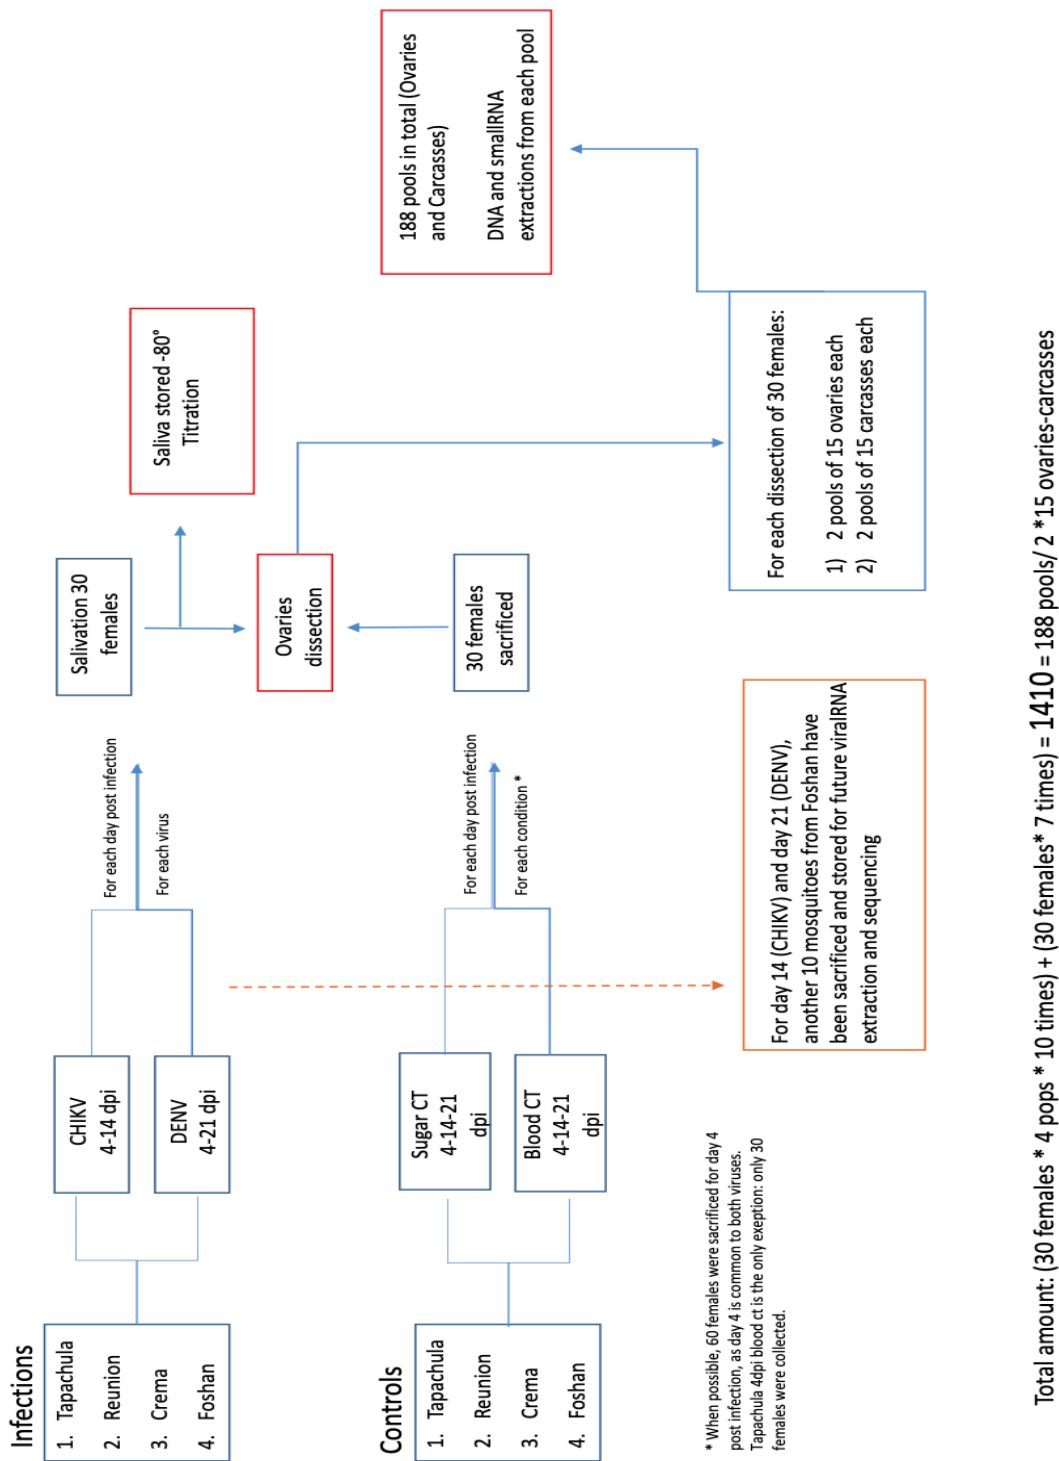 Infections
1. Tapachula
2. Reunion
3. Crema
4. Foshan
CHIKV
4-14 dpi
DENV
4-21 dpi
For each day post infection
For each virus
Salivation 30
females
Saliva stored -80°
Titration
Ovaries
dissection
188 pools in total (Ovaries
and Carcasses)
DNA and smallRNA
extractions from each pool
Controls
1. Tapachula
2. Reunion
3. Crema
4. Foshan
Sugar CT
4-14-21
dpi
Blood CT
4-14-21
dpi
For each day post infection
For each condition *
30 females
sacrificed
For each dissection of 30 females:
1) 2 pools of 15 ovaries each
2) 2 pools of 15 carcasses each
For day 14 (CHIKV) and day 21 (DENV),
another 10 mosquitoes from Foshan have
been sacrificed and stored for future viralRNA
extraction and sequencing
* When possible, 60 females were sacrificed for day 4
post infection, as day 4 is common to both viruses.
Tapachula 4dpi blood ct is the only exeption: only 30
females were collected.
Total amount: (30 females * 4 pops * 10 times) + (30 females* 7 times) = 1410 = 188 pools/ 2 *15 ovaries-carcasses